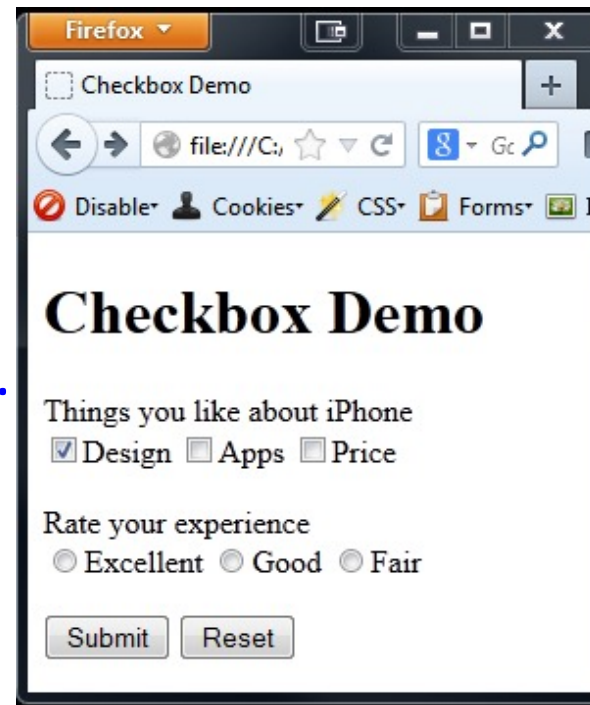 Firefox
Checkbox Demo
file:///C:/
Disable Cookies CSS Forms
Checkbox Demo
Things you like about iPhone
Design Apps Price
Rate your experience
Excellent Good Fair
Submit Reset